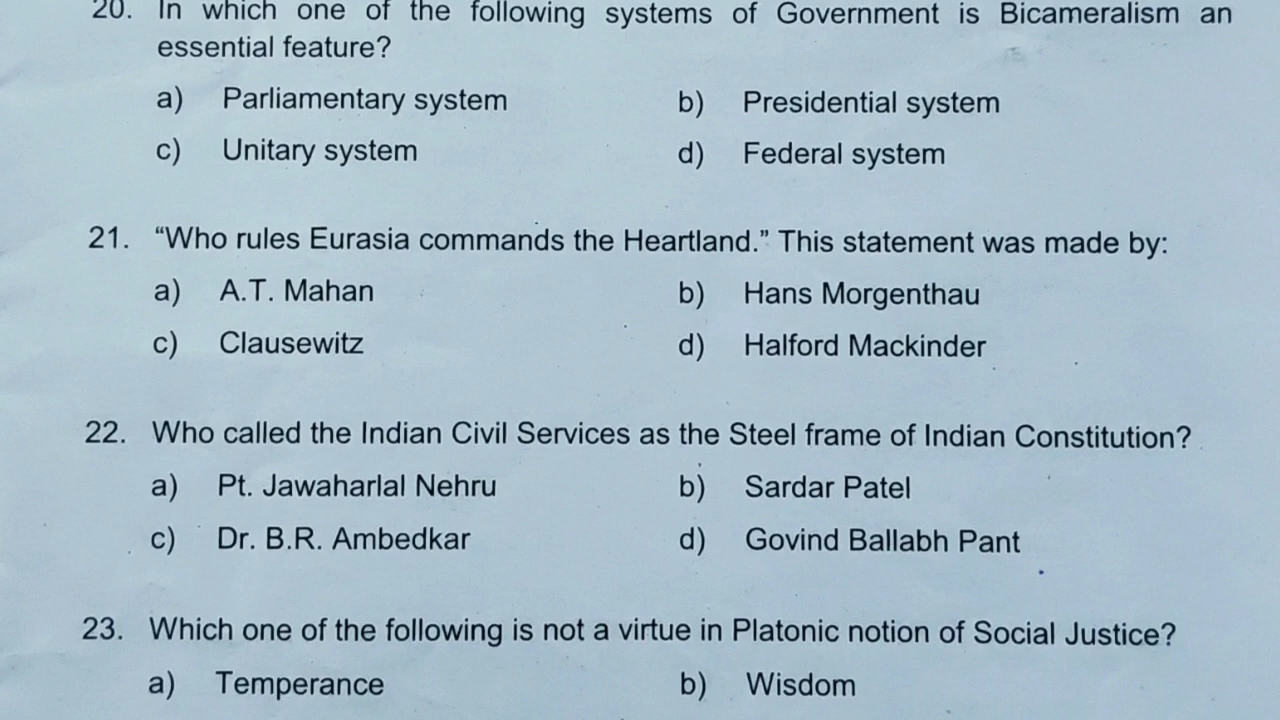 20. In which one of the following systems of Government is Bicameralism an
essential feature?
a) Parliamentary system b) Presidential system
c) Unitary system d) Federal system
21. “Who rules Eurasia commands the Heartland.” This statement was made by:
a) A.T. Mahan b) Hans Morgenthau
c) Clausewitz d) Halford Mackinder
22. Who called the Indian Civil Services as the Steel frame of Indian Constitution?
a) Pt. Jawaharlal Nehru b) Sardar Patel
c) Dr. B.R. Ambedkar d) Govind Ballabh Pant
23. Which one of the following is not a virtue in Platonic notion of Social Justice?
a) Temperance b) Wisdom